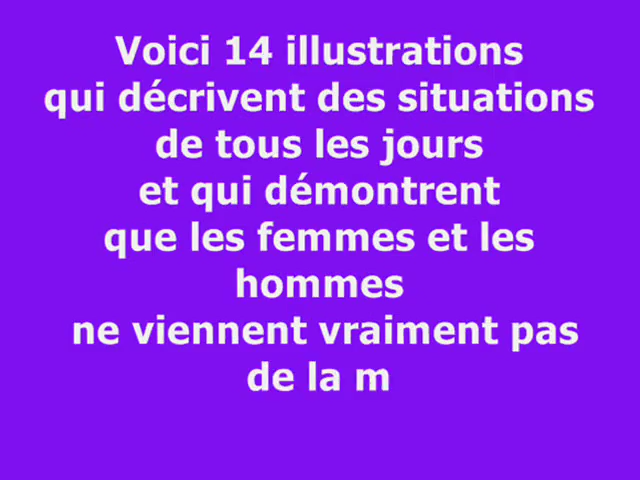 Voici 14 illustrations
qui décrivent des situations
de tous les jours
et qui démontrent
que les femmes et les
hommes
ne viennent vraiment pas
de la m